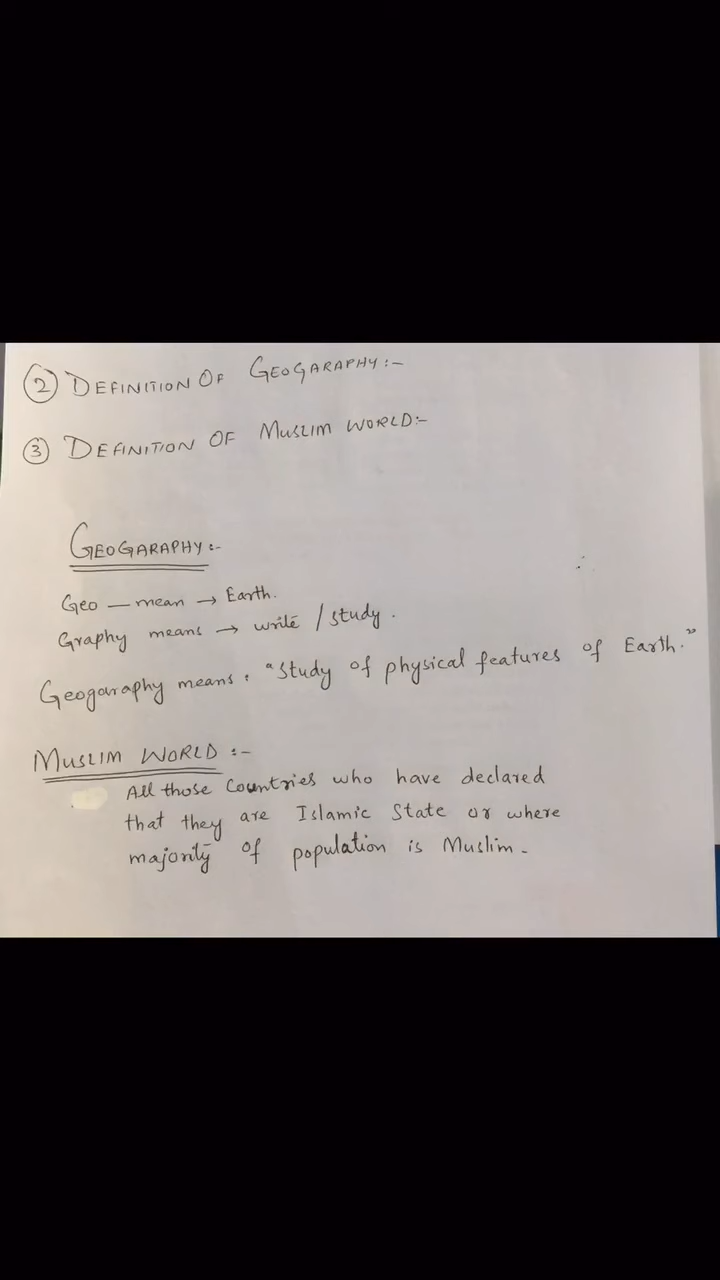 ② DEFINITION OF GEOGARAPHY:-
③ DEFINITION OF MUSLIM WORLD:-
GEOGARAPHY:-
Geo — mean → Earth.
Graphy means → write / study.
Geogaraphy means, "Study of physical features of Earth."
MUSLIM WORLD :-
All those Countries who have declared
that they are Islamic State or where
majority of population is Muslim.